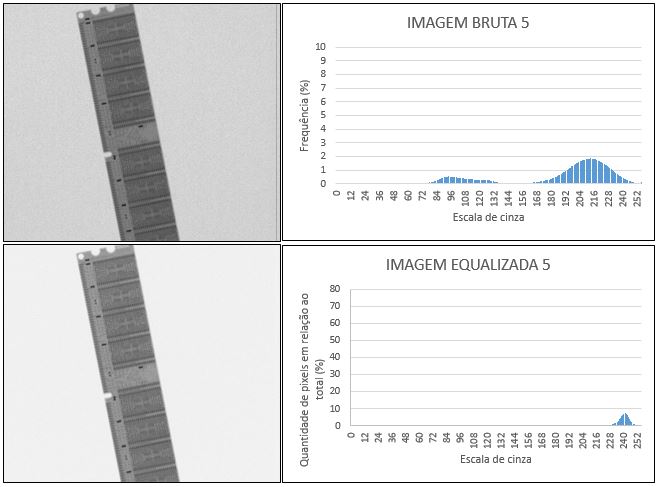 IMAGEM BRUTA 5
Frequência (%)
10
9
8
7
6
5
4
3
2
1
0
0 12 24 36 48 60 72 84 96 108 120 132 144 156 168 180 192 204 216 228 240 252
Escala de cinza
IMAGEM EQUALIZADA 5
Quantidade de pixels em relação ao
total (%)
80
70
60
50
40
30
20
10
0
0 12 24 36 48 60 72 84 96 108 120 132 144 156 168 180 192 204 216 228 240 252
Escala de cinza